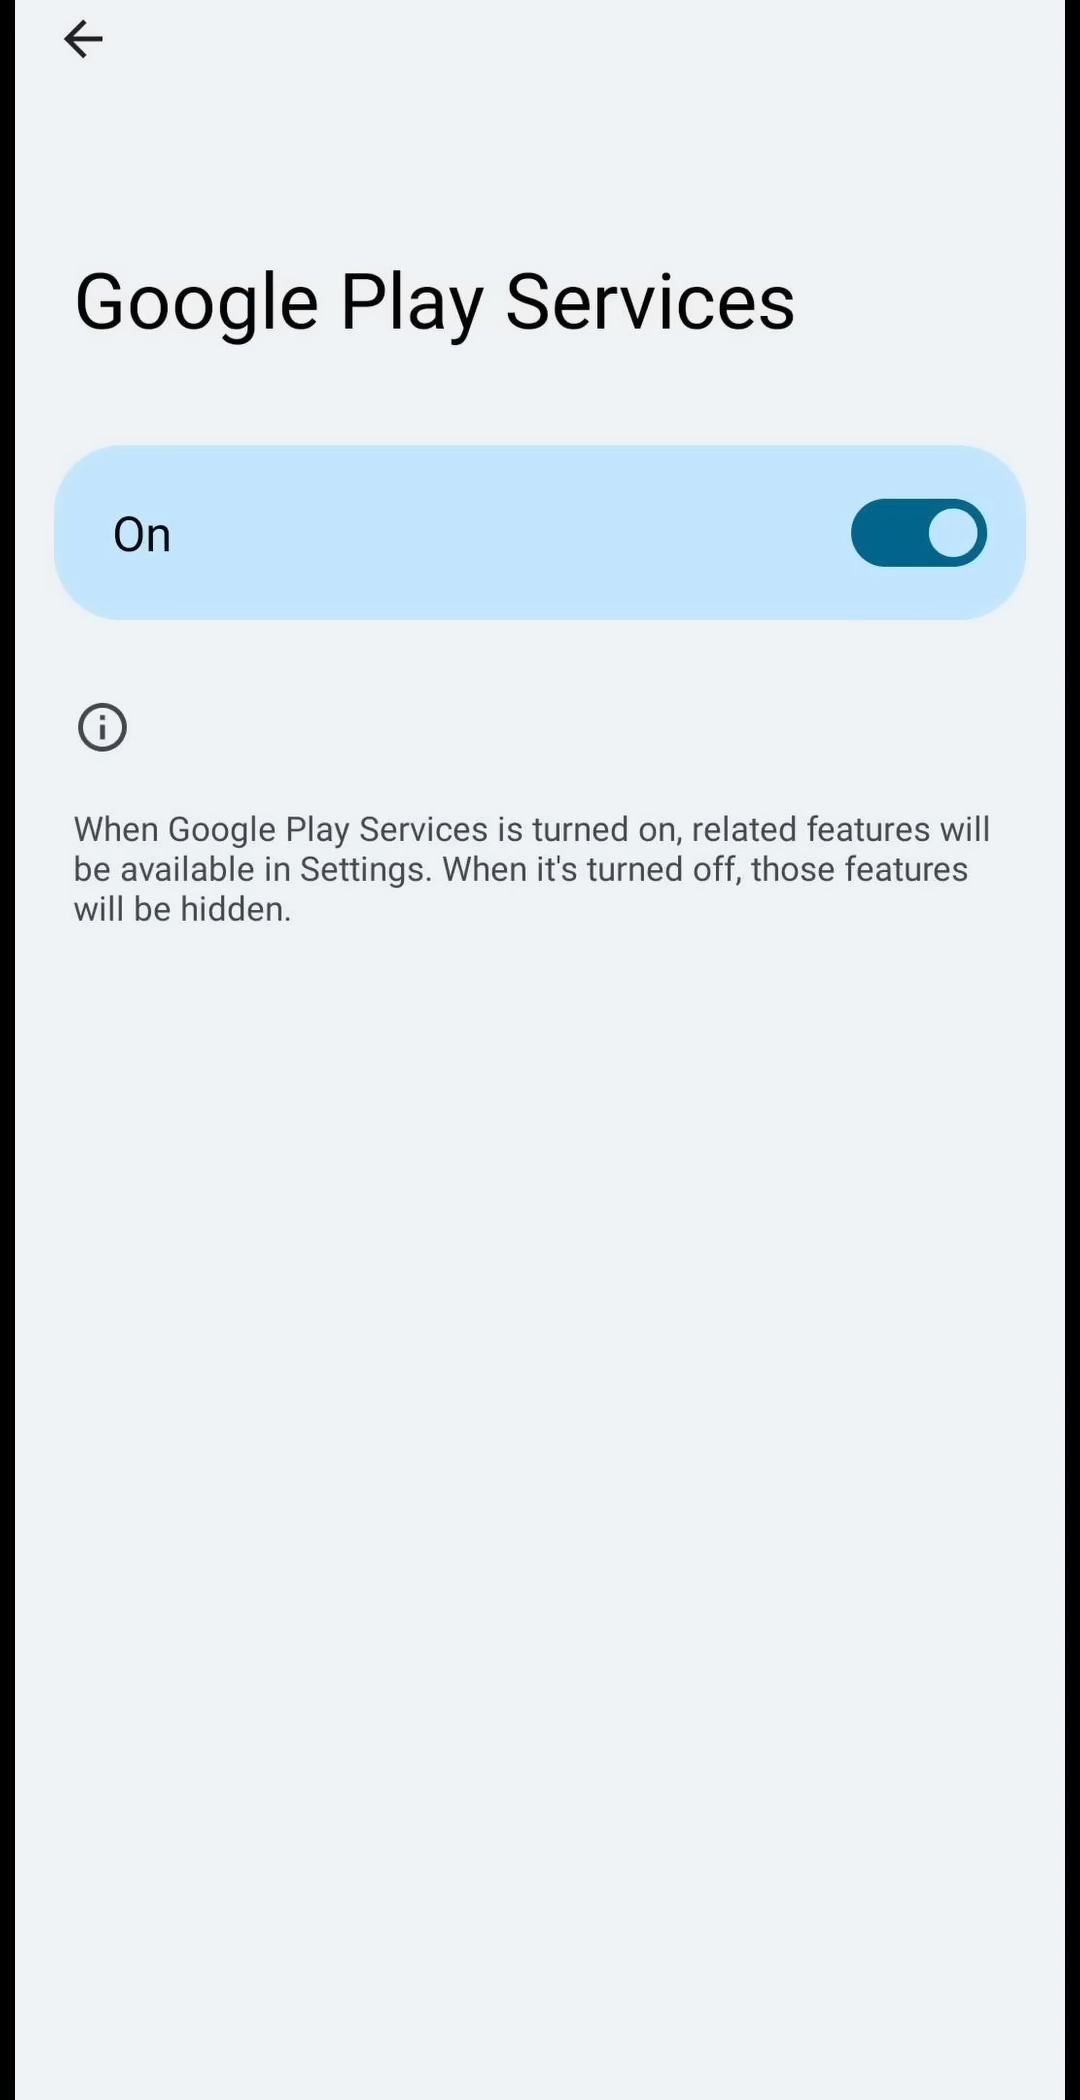 Google Play Services
On
When Google Play Services is turned on, related features will
be available in Settings. When it's turned off, those features
will be hidden.